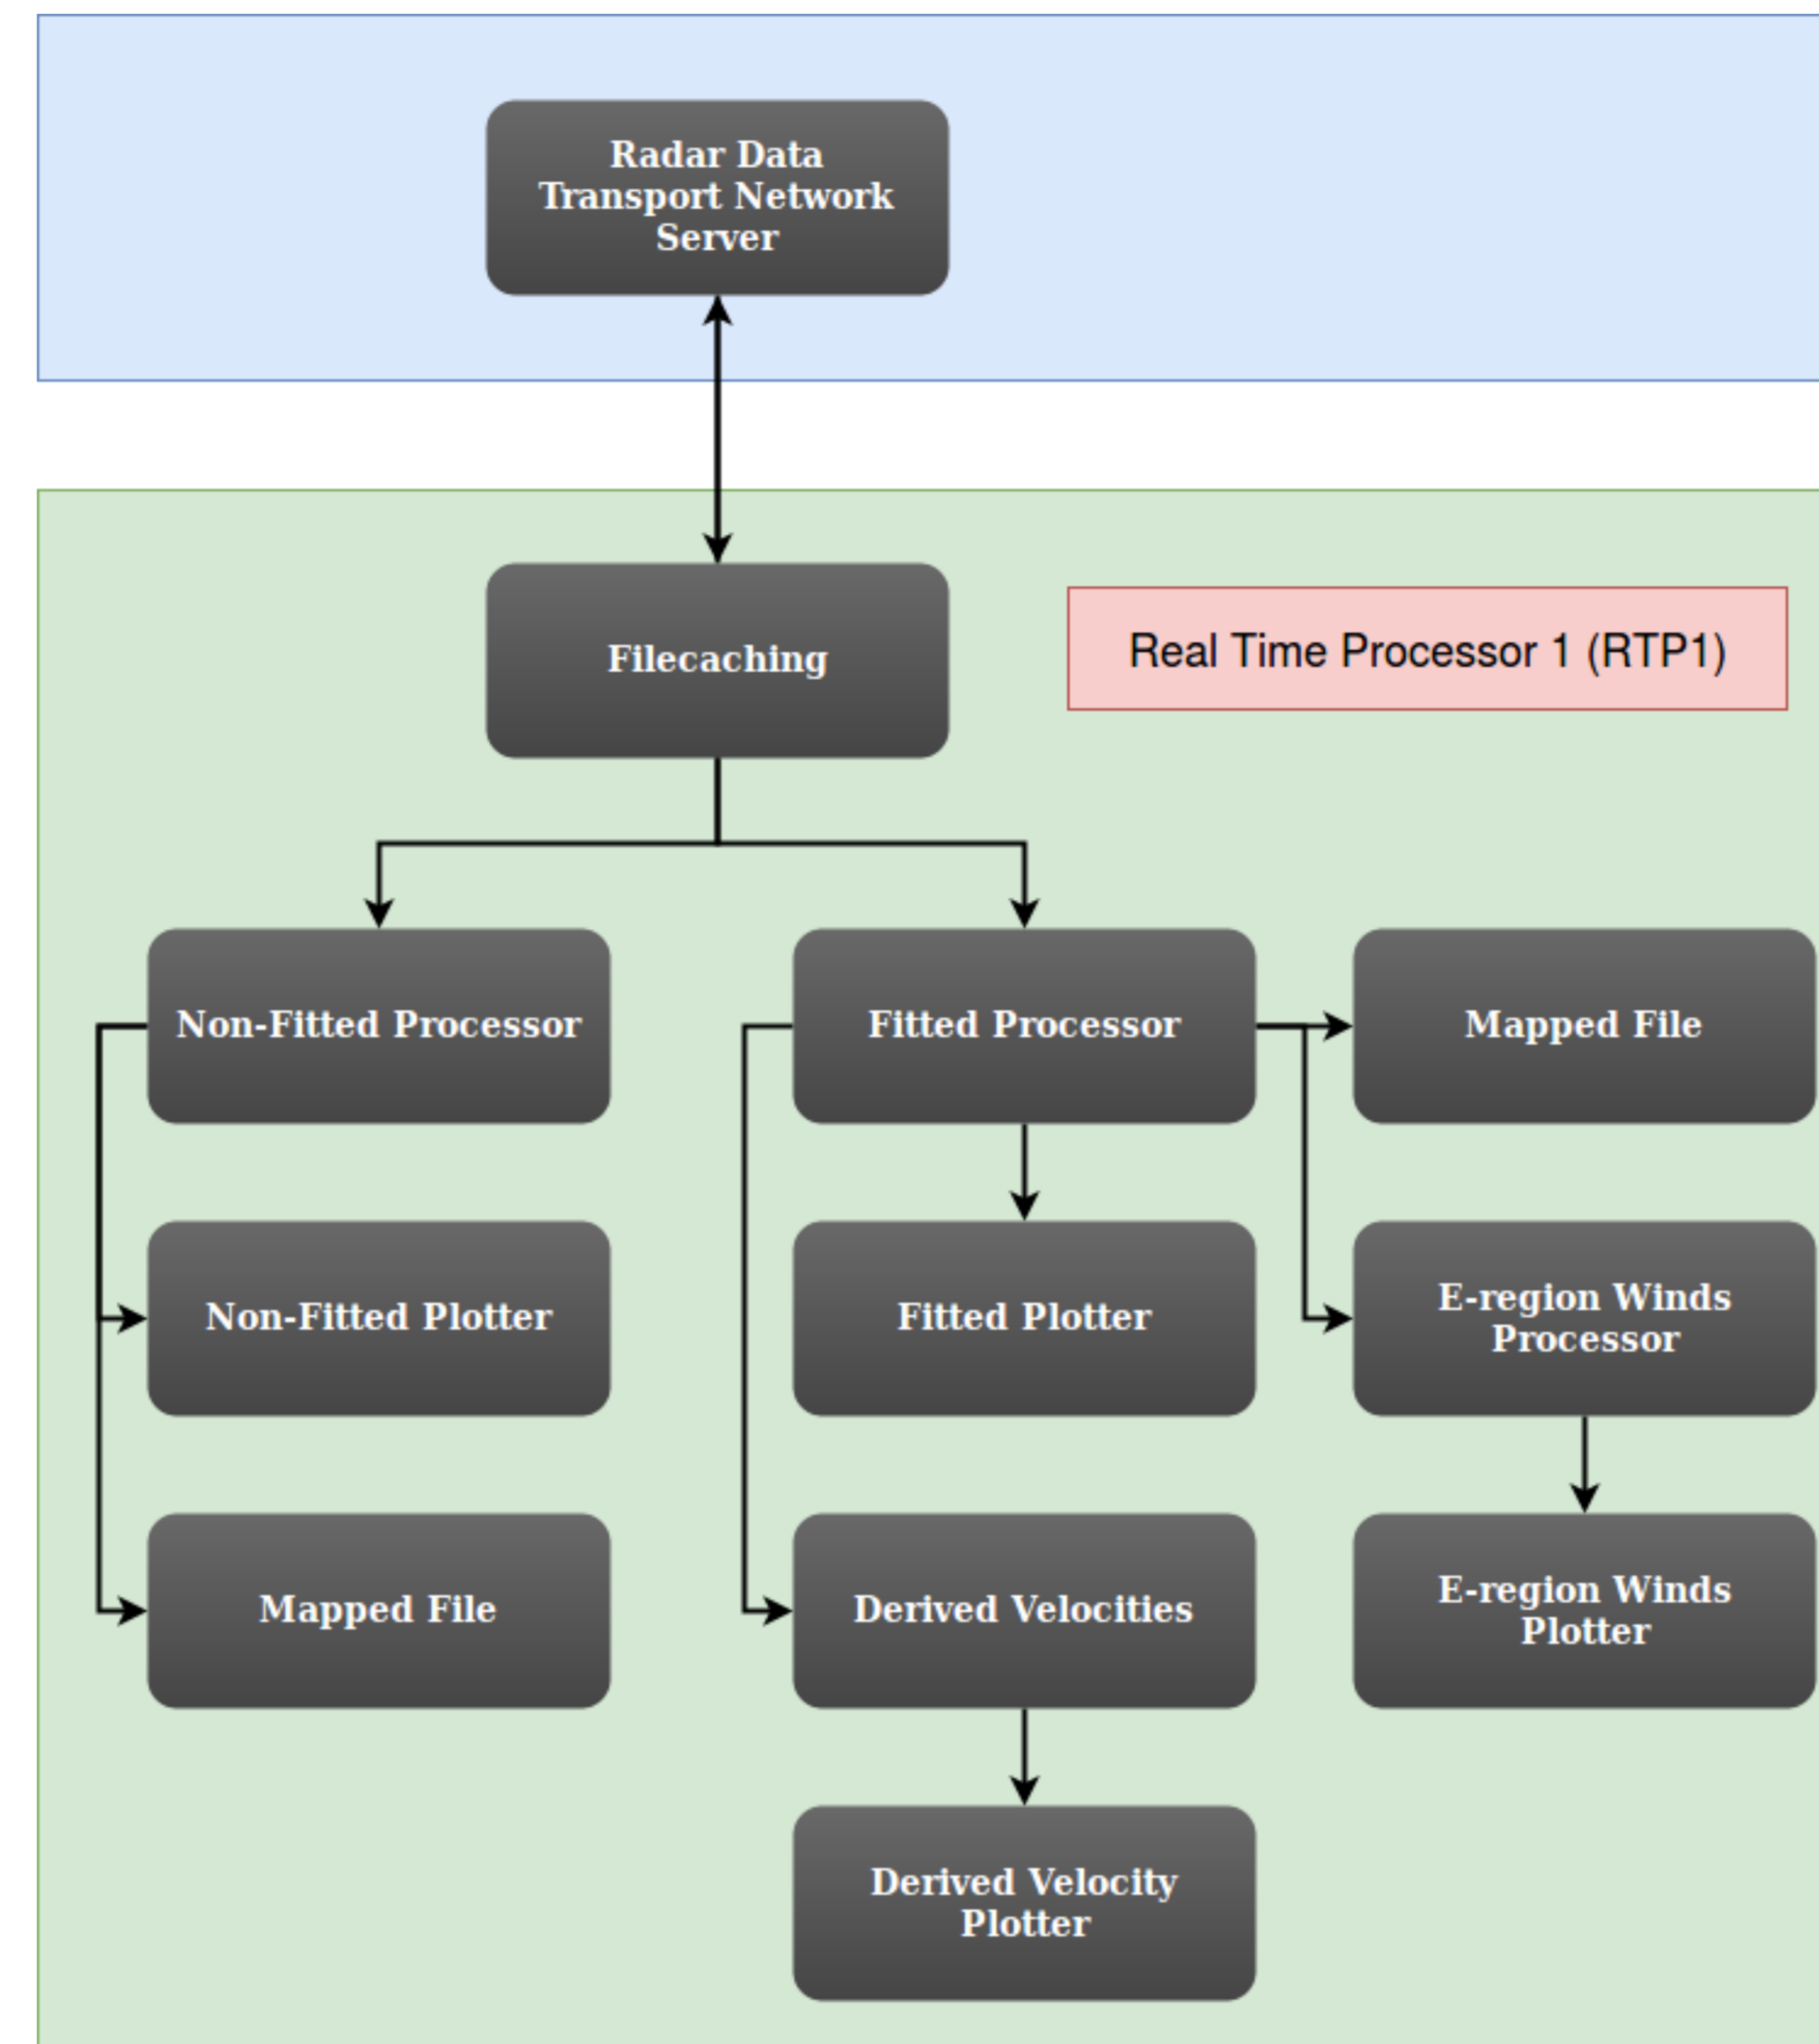 Radar Data
Transport Network
Server
Filecaching
Real Time Processor 1 (RTP1)
Non-Fitted Processor
Fitted Processor
Mapped File
Non-Fitted Plotter
Fitted Plotter
E-region Winds
Processor
Mapped File
Derived Velocities
E-region Winds
Plotter
Derived Velocity
Plotter